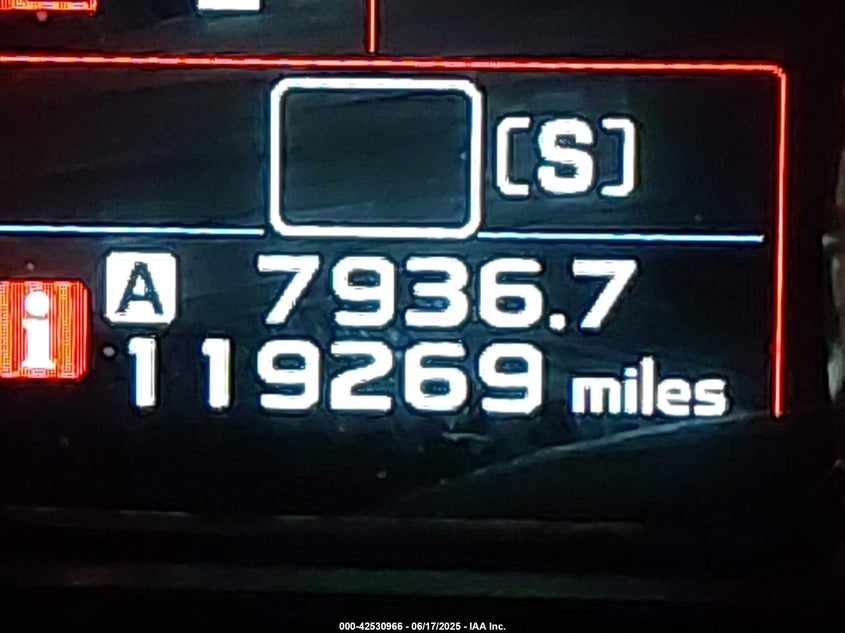 [S]
A 7936.7
i 119269 miles
000-42530966 - 06/17/2025 - IAA Inc.